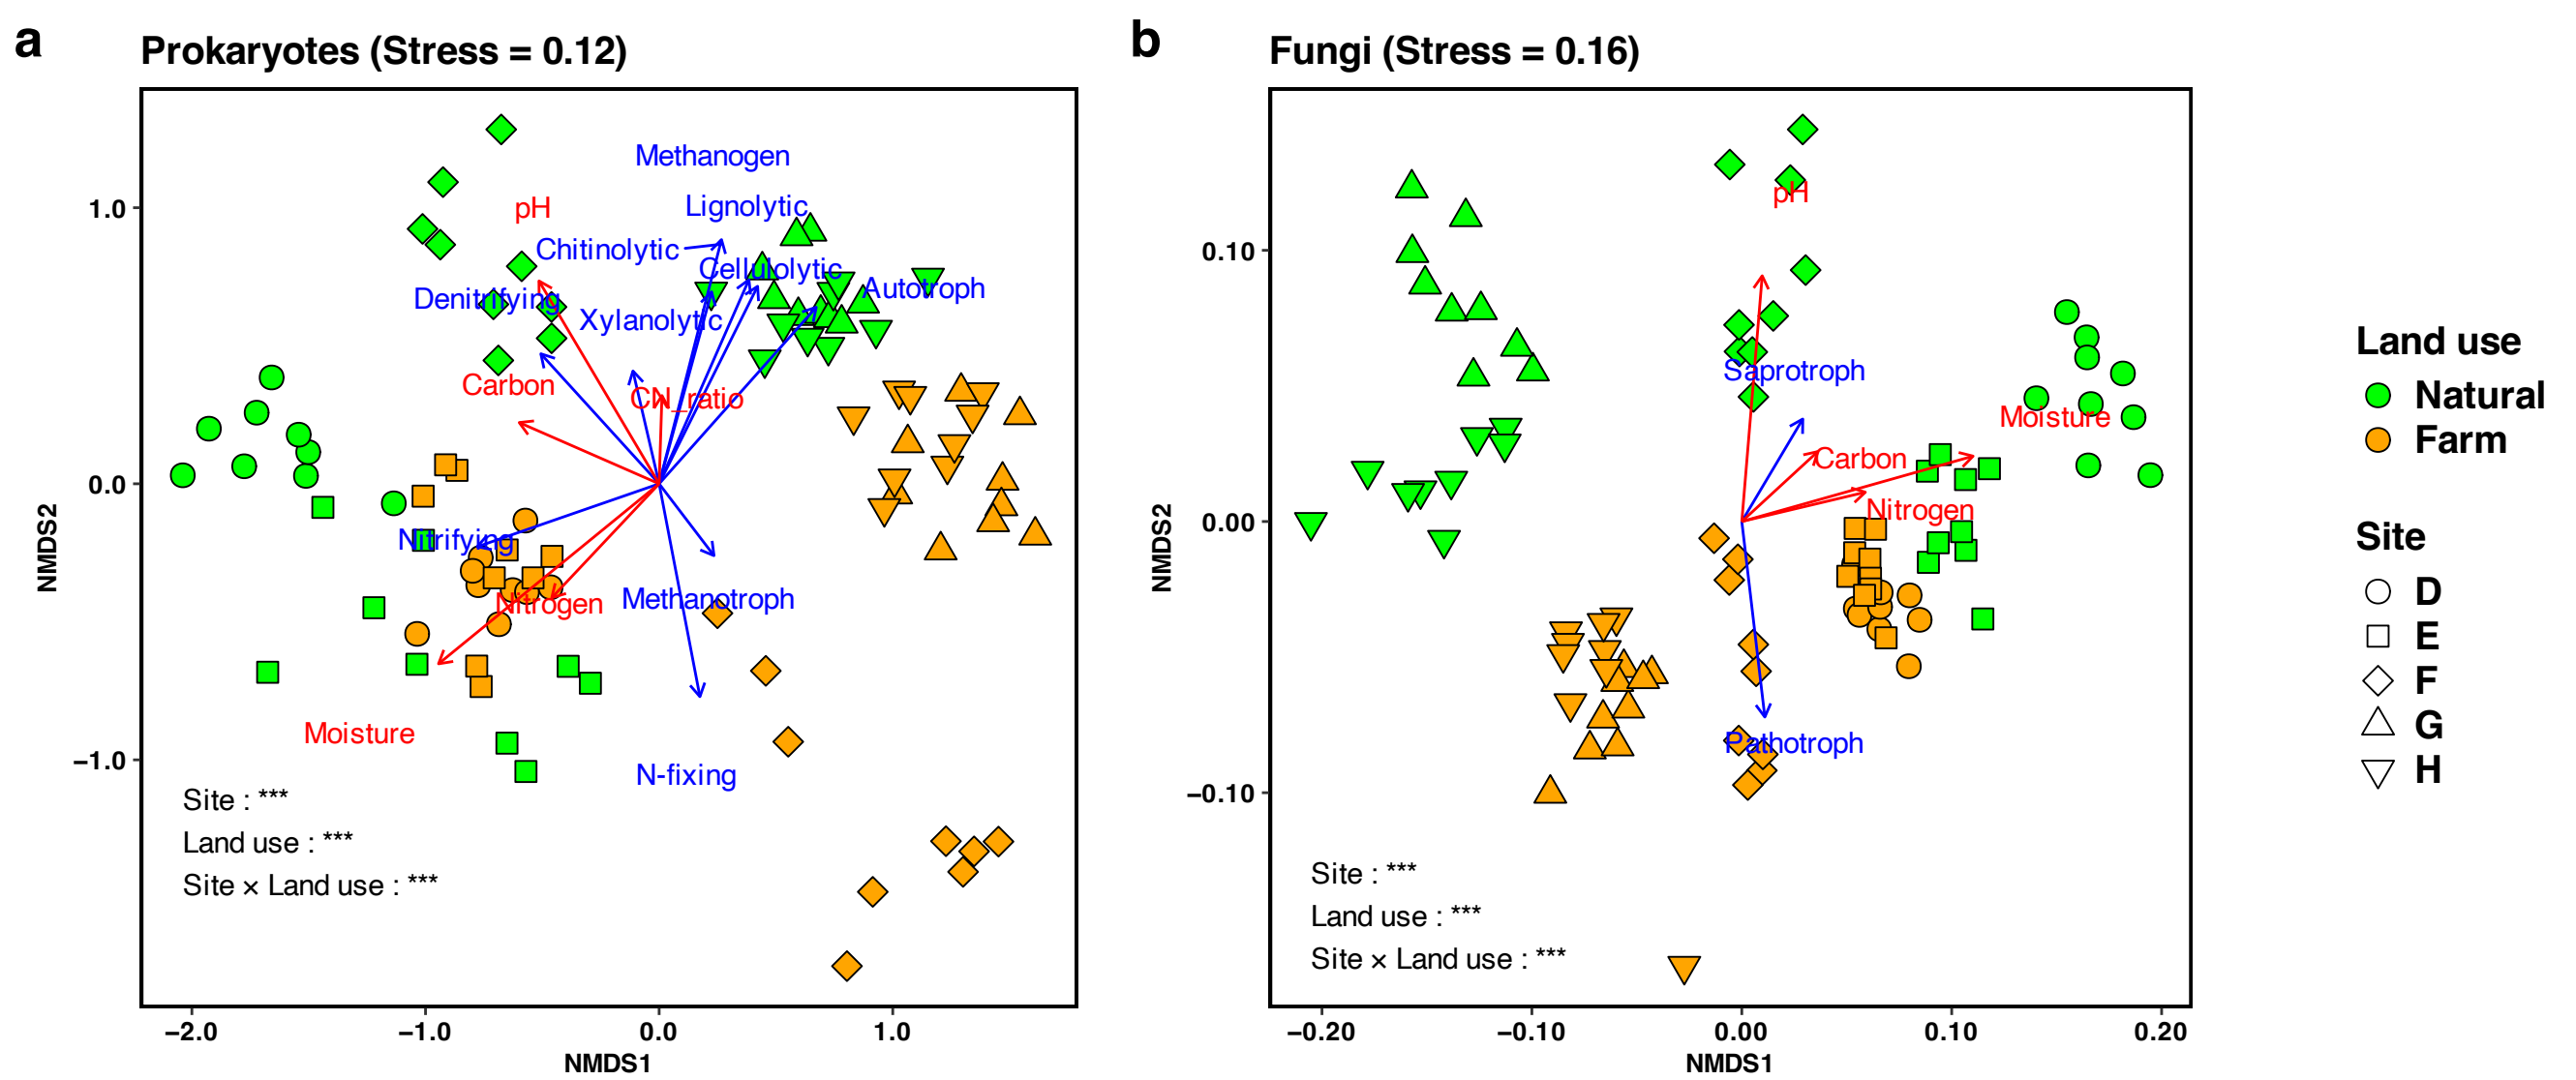 a
Prokaryotes (Stress = 0.12)
NMDS2
1.0
0.0
−1.0
Methanogen
Lignolytic
pH
Chitinolytic
Cellulolytic
Autotroph
Denitrifying
Xylanolytic
Carbon
CN_ratio
Nitrifying
Nitrogen
Methanotroph
Moisture
N-fixing
Site : ***
Land use : ***
Site × Land use : ***
−2.0
−1.0
0.0
1.0
NMDS1
b
Fungi (Stress = 0.16)
NMDS2
0.10
0.00
−0.10
pH
Saprotroph
Moisture
Carbon
Nitrogen
Pathotroph
Site : ***
Land use : ***
Site × Land use : ***
−0.20
−0.10
0.00
0.10
0.20
NMDS1
Land use
Natural
Farm
Site
D
E
F
G
H